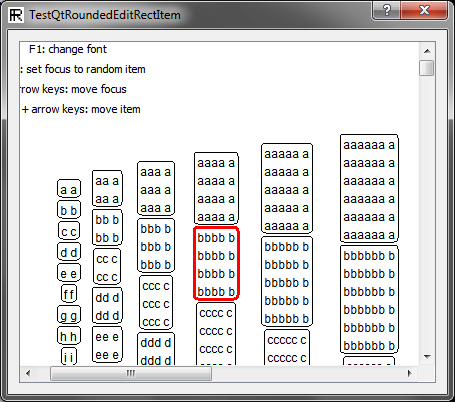 TestQtRoundedEditRectItem
F1: change font
: set focus to random item
rrow keys: move focus
+ arrow keys: move item
a a
b b
c c
d d
e e
f f
g g
h h
i i
aa a
aa a
bb b
bb b
cc c
cc c
dd d
dd d
ee e
ee e
aaa a
aaa a
aaa a
bbb b
bbb b
bbb b
ccc c
ccc c
ccc c
ddd d
ddd d
aaaa a
aaaa a
aaaa a
aaaa a
bbbb b
bbbb b
bbbb b
bbbb b
cccc c
cccc c
cccc c
aaaaa a
aaaaa a
aaaaa a
aaaaa a
aaaaa a
bbbbb b
bbbbb b
bbbbb b
bbbbb b
bbbbb b
ccccc c
ccccc c
aaaaaa a
aaaaaa a
aaaaaa a
aaaaaa a
aaaaaa a
aaaaaa a
bbbbbb b
bbbbbb b
bbbbbb b
bbbbbb b
bbbbbb b
bbbbbb b